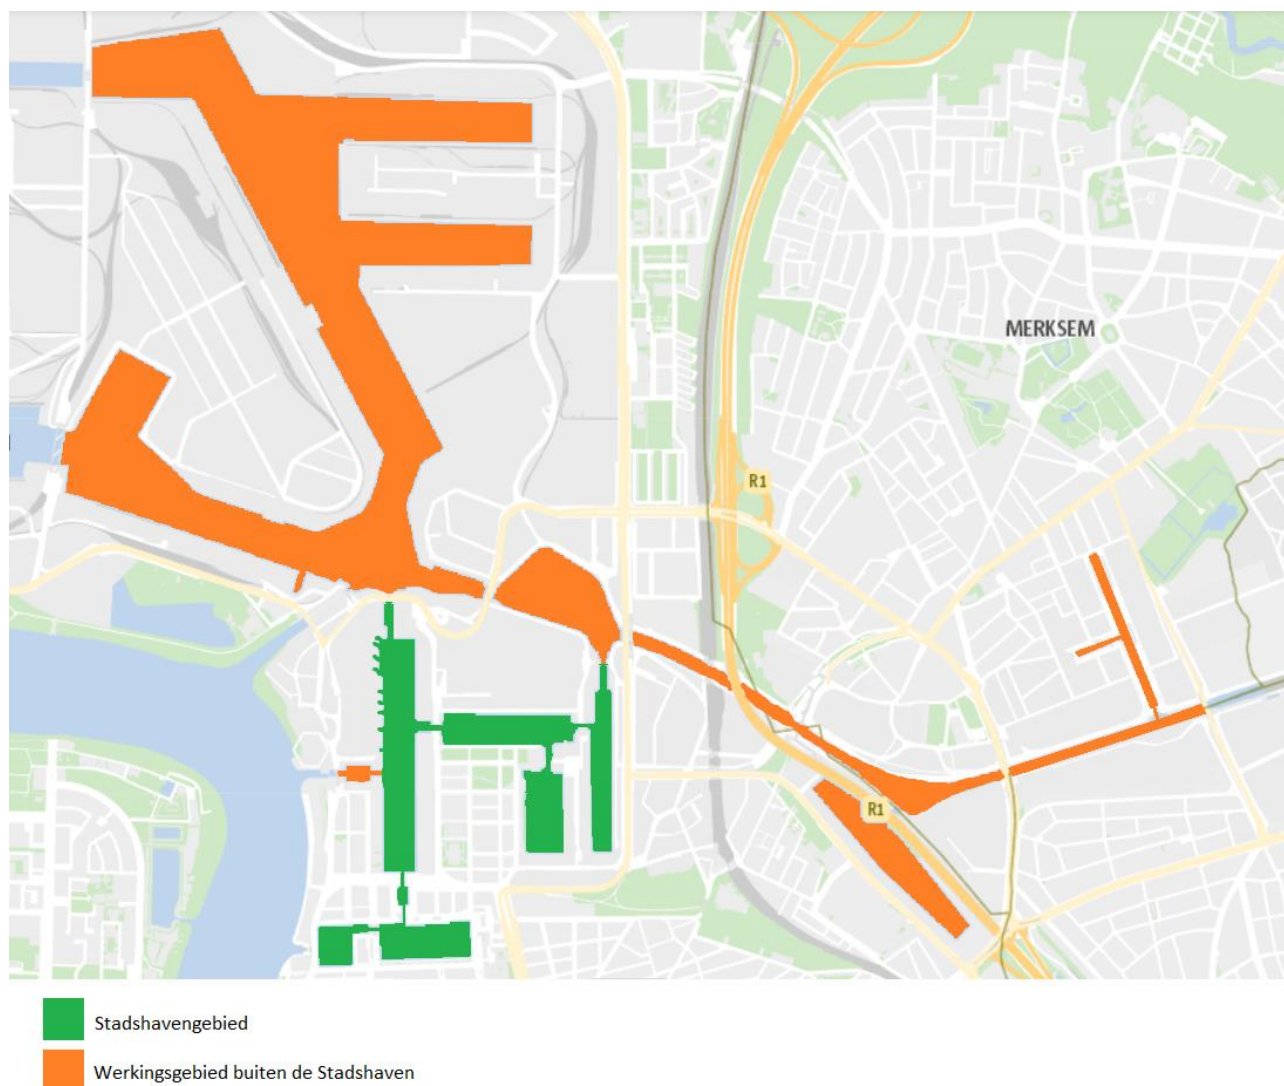 MERKSEM
R1
R1
Stadshavengebied
Werkingsgebied buiten de Stadshaven